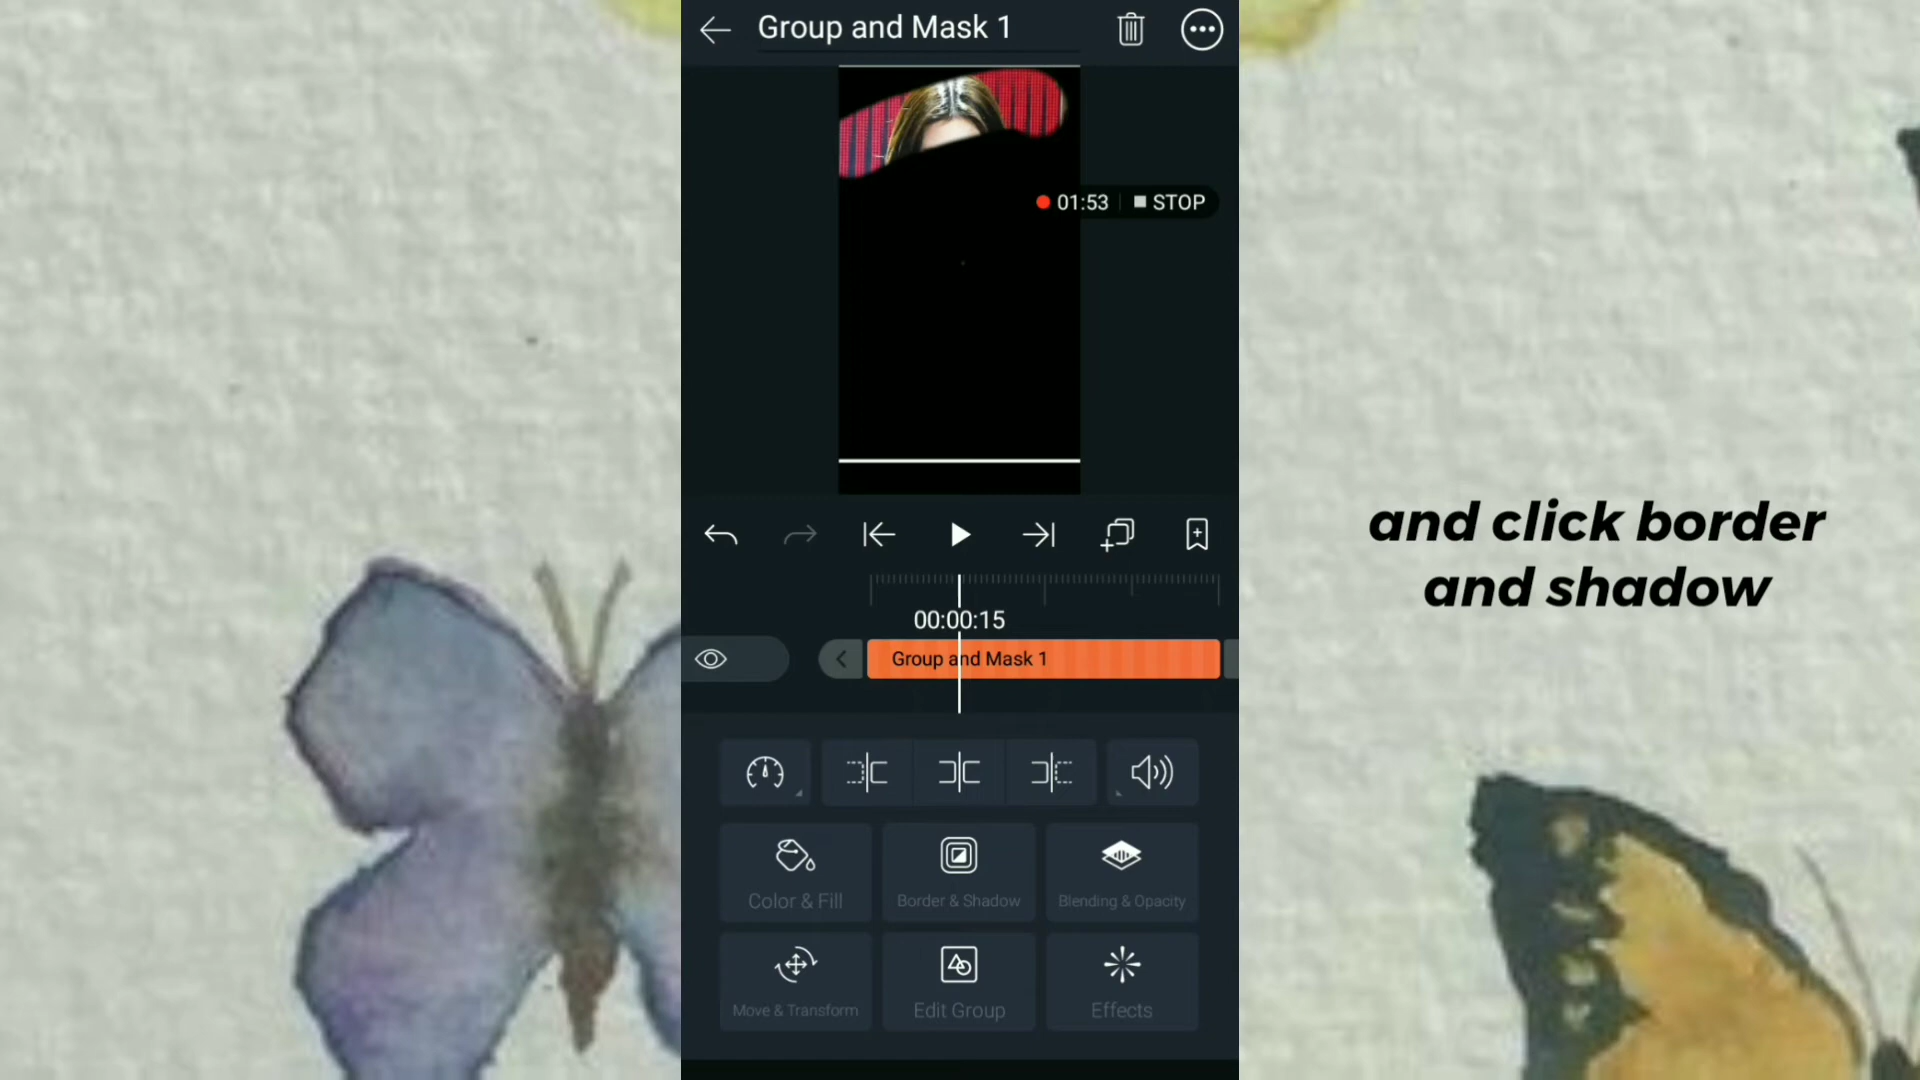 Group and Mask 1
01:53 STOP
and click border
and shadow
00:00:15
Group and Mask 1
Color & Fill
Border & Shadow
Blending & Opacity
Move & Transform
Edit Group
Effects